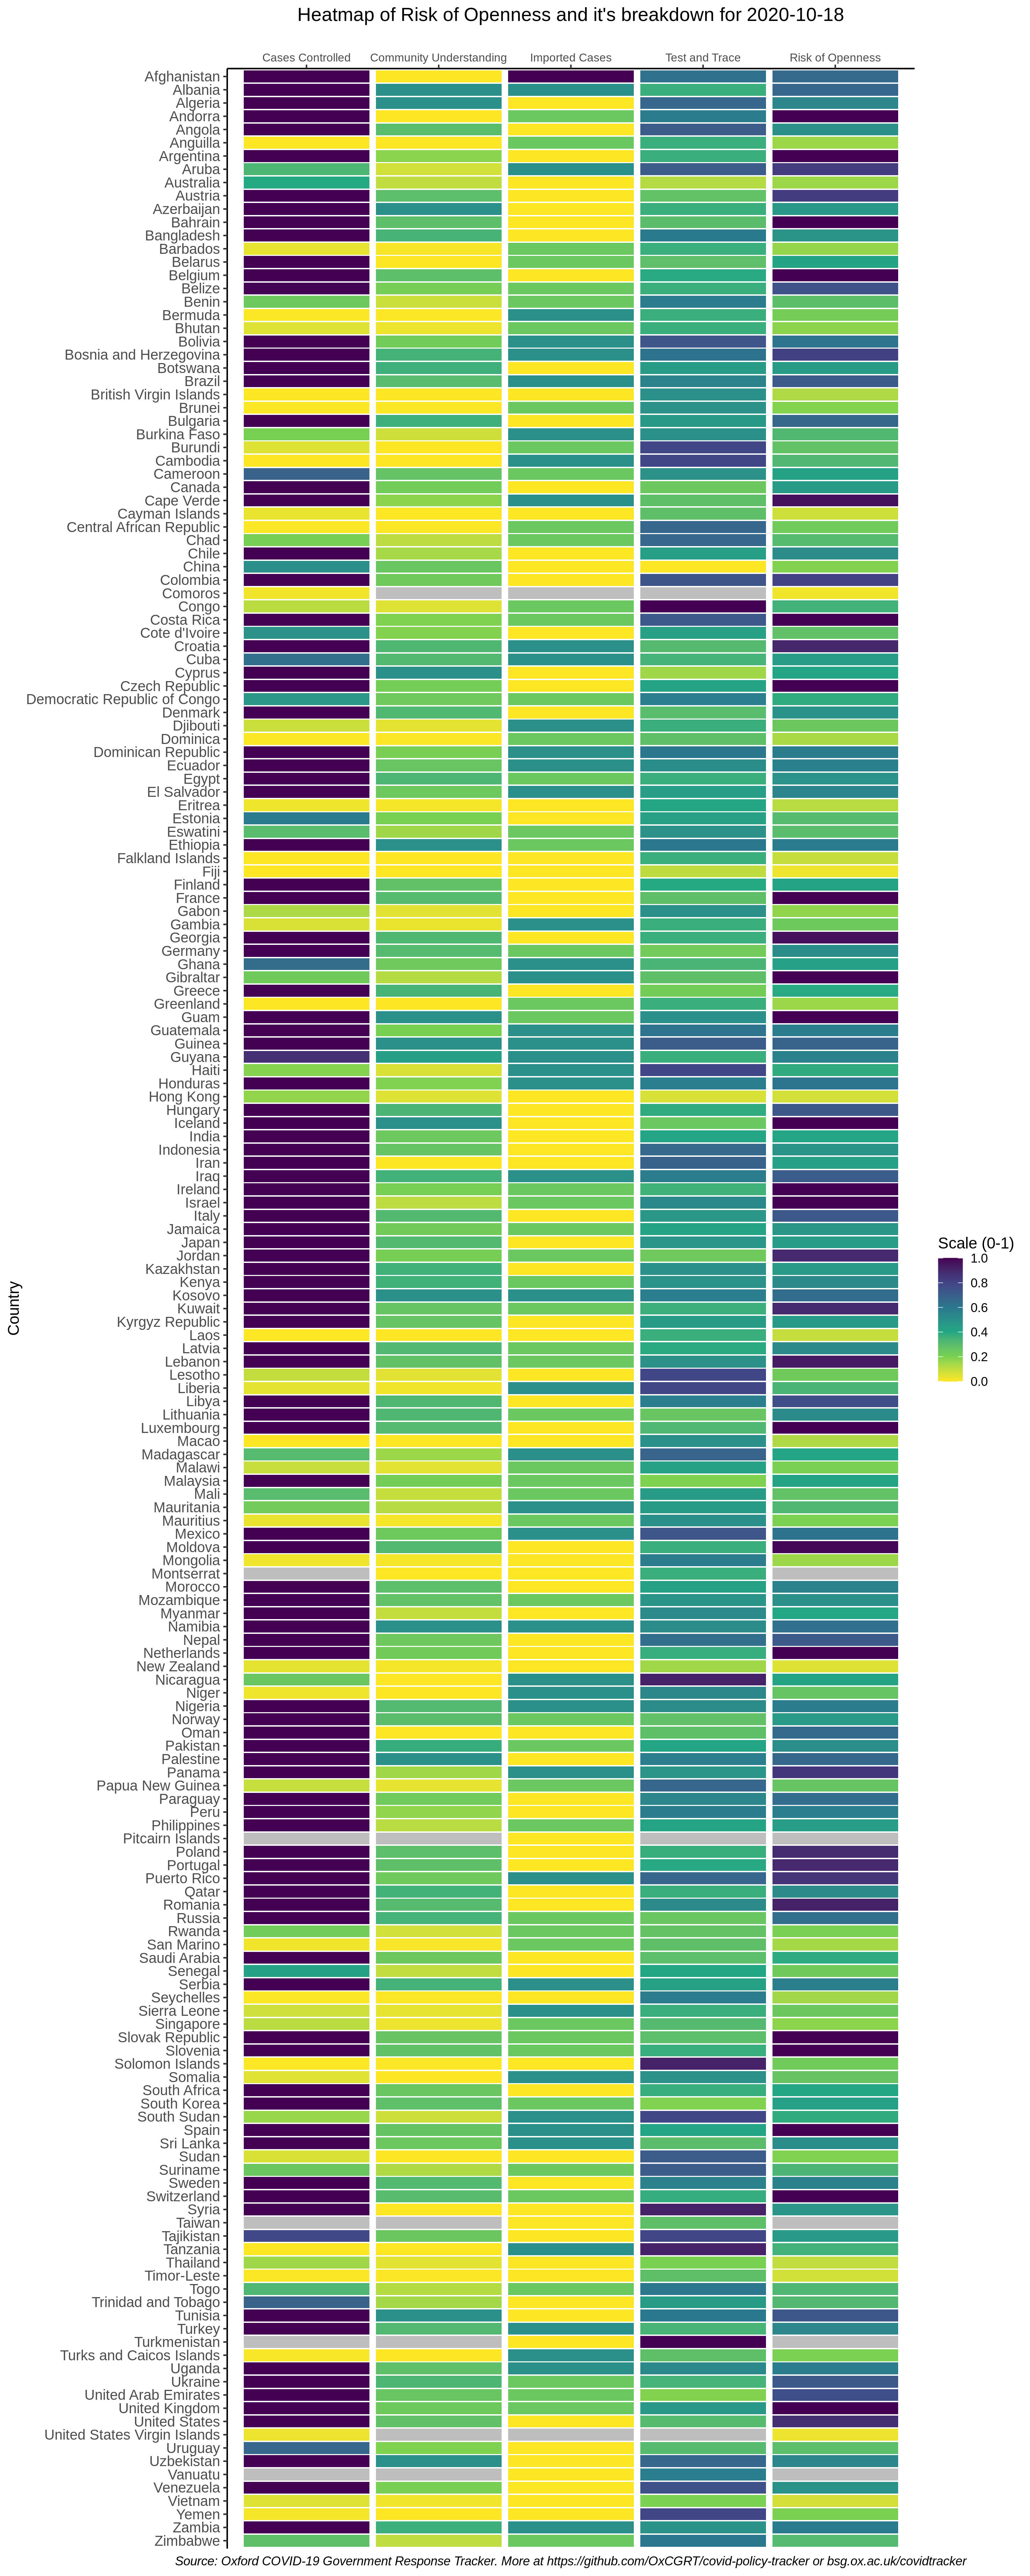 Heatmap of Risk of Openness and it's breakdown for 2020-10-18
Cases Controlled Community Understanding Imported Cases Test and Trace Risk of Openness
Afghanistan
Albania
Algeria
Andorra
Angola
Anguilla
Argentina
Aruba
Australia
Austria
Azerbaijan
Bahrain
Bangladesh
Barbados
Belarus
Belgium
Belize
Benin
Bermuda
Bhutan
Bolivia
Bosnia and Herzegovina
Botswana
Brazil
British Virgin Islands
Brunei
Bulgaria
Burkina Faso
Burundi
Cambodia
Cameroon
Canada
Cape Verde
Cayman Islands
Central African Republic
Chad
Chile
China
Colombia
Comoros
Congo
Costa Rica
Cote d'Ivoire
Croatia
Cuba
Cyprus
Czech Republic
Democratic Republic of Congo
Denmark
Djibouti
Dominica
Dominican Republic
Ecuador
Egypt
El Salvador
Eritrea
Estonia
Eswatini
Ethiopia
Falkland Islands
Fiji
Finland
France
Gabon
Gambia
Georgia
Germany
Ghana
Gibraltar
Greece
Greenland
Guam
Guatemala
Guinea
Guyana
Haiti
Honduras
Hong Kong
Hungary
Iceland
India
Indonesia
Iran
Iraq
Ireland
Israel
Italy
Jamaica
Japan
Jordan
Kazakhstan
Kenya
Kosovo
Kuwait
Kyrgyz Republic
Laos
Latvia
Lebanon
Lesotho
Liberia
Libya
Lithuania
Luxembourg
Macao
Madagascar
Malawi
Malaysia
Mali
Mauritania
Mauritius
Mexico
Moldova
Mongolia
Montserrat
Morocco
Mozambique
Myanmar
Namibia
Nepal
Netherlands
New Zealand
Nicaragua
Niger
Nigeria
Norway
Oman
Pakistan
Palestine
Panama
Papua New Guinea
Paraguay
Peru
Philippines
Pitcairn Islands
Poland
Portugal
Puerto Rico
Qatar
Romania
Russia
Rwanda
San Marino
Saudi Arabia
Senegal
Serbia
Seychelles
Sierra Leone
Singapore
Slovak Republic
Slovenia
Solomon Islands
Somalia
South Africa
South Korea
South Sudan
Spain
Sri Lanka
Sudan
Suriname
Sweden
Switzerland
Syria
Taiwan
Tajikistan
Tanzania
Thailand
Timor-Leste
Togo
Trinidad and Tobago
Tunisia
Turkey
Turkmenistan
Turks and Caicos Islands
Uganda
Ukraine
United Arab Emirates
United Kingdom
United States
United States Virgin Islands
Uruguay
Uzbekistan
Vanuatu
Venezuela
Vietnam
Yemen
Zambia
Zimbabwe
Country
Scale (0-1)
1.0
0.8
0.6
0.4
0.2
0.0
Source: Oxford COVID-19 Government Response Tracker. More at https://github.com/OxCGRT/covid-policy-tracker or bsg.ox.ac.uk/covidtracker